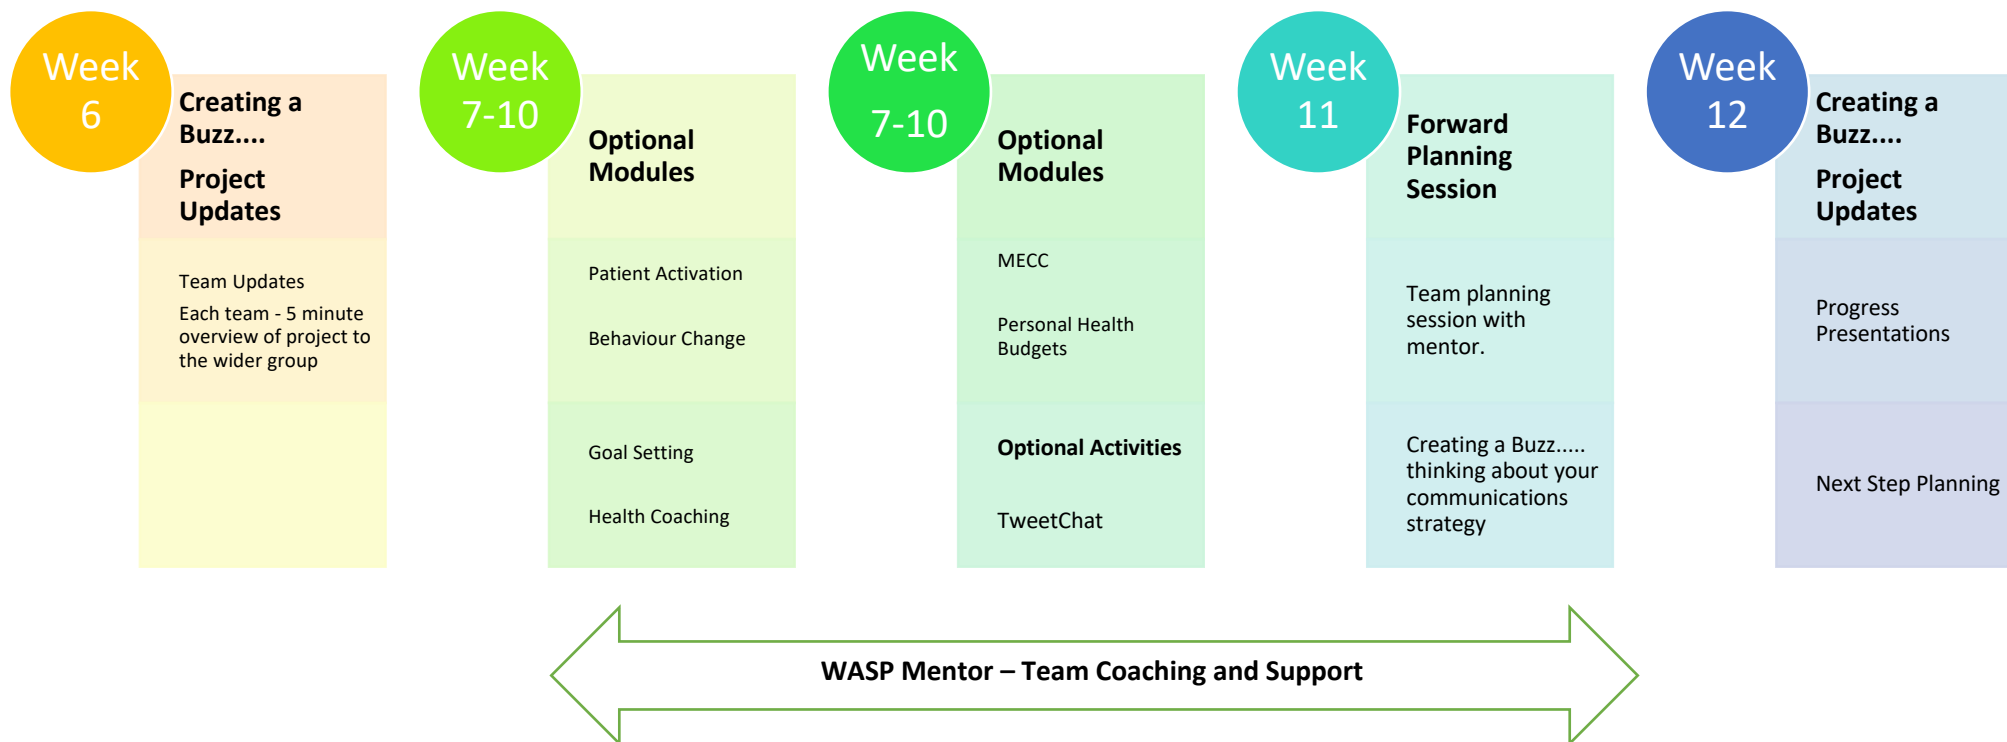 Week
6
Creating a
Buzz....
Project
Updates
Team Updates
Each team - 5 minute
overview of project to
the wider group
Week
7-10
Optional
Modules
Patient Activation
Behaviour Change
Goal Setting
Health Coaching
Week
7-10
Optional
Modules
MECC
Personal Health
Budgets
Optional Activities
TweetChat
Week
11
Forward
Planning
Session
Team planning
session with
mentor.
Creating a Buzz.....
thinking about your
communications
strategy
Week
12
Creating a
Buzz....
Project
Updates
Progress
Presentations
Next Step Planning
WASP Mentor – Team Coaching and Support